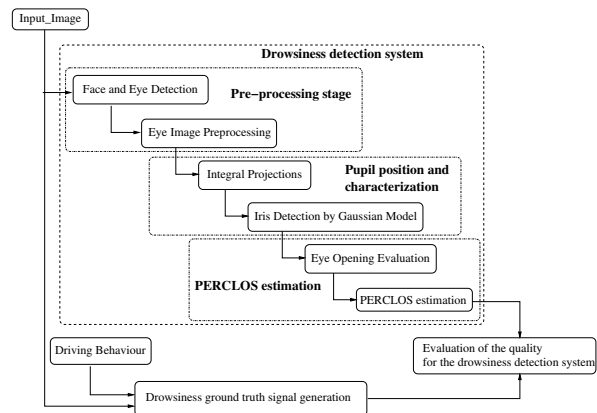 Input_Image
Drowsiness detection system
Face and Eye Detection
Pre-processing stage
Eye Image Preprocessing
Pupil position and
characterization
Integral Projections
Iris Detection by Gaussian Model
Eye Opening Evaluation
PERCLOS estimation
PERCLOS estimation
Driving Behaviour
Evaluation of the quality
for the drowsiness detection system
Drowsiness ground truth signal generation